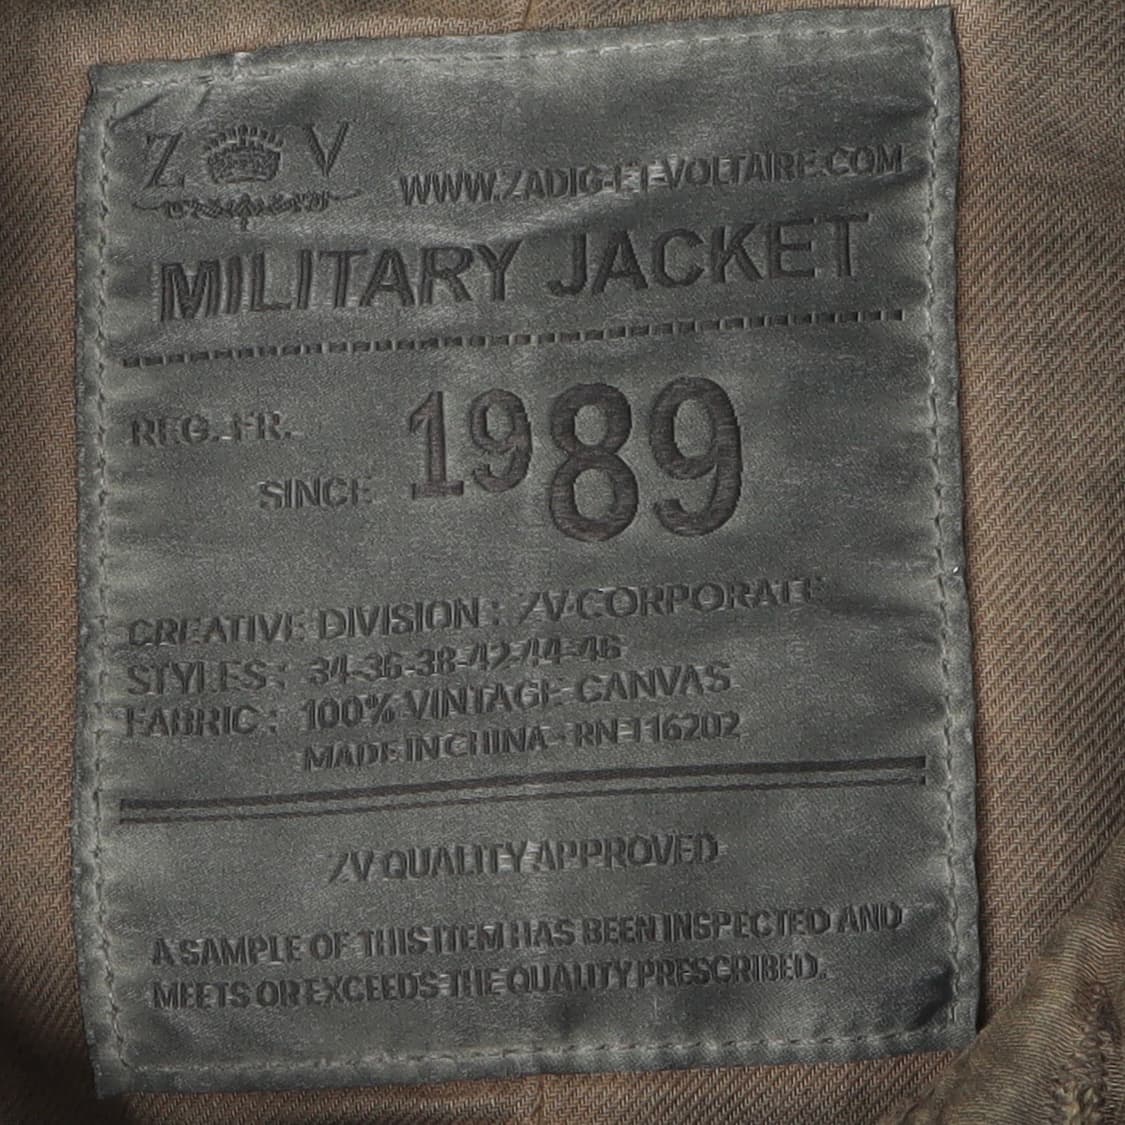 Z V
WWW.ZADIG-ET-VOLTAIRE.COM
MILITARY JACKET
REG. FR.
SINCE 1989
CREATIVE DIVISION : ZV-CORPORATE
STYLES : 34-36-38-42-44-46
FABRIC : 100% VINTAGE-CANVAS
MADE IN CHINA - RN 116202
ZV QUALITY APPROVED
A SAMPLE OF THIS ITEM HAS BEEN INSPECTED AND
MEETS OR EXCEEDS THE QUALITY PRESCRIBED.